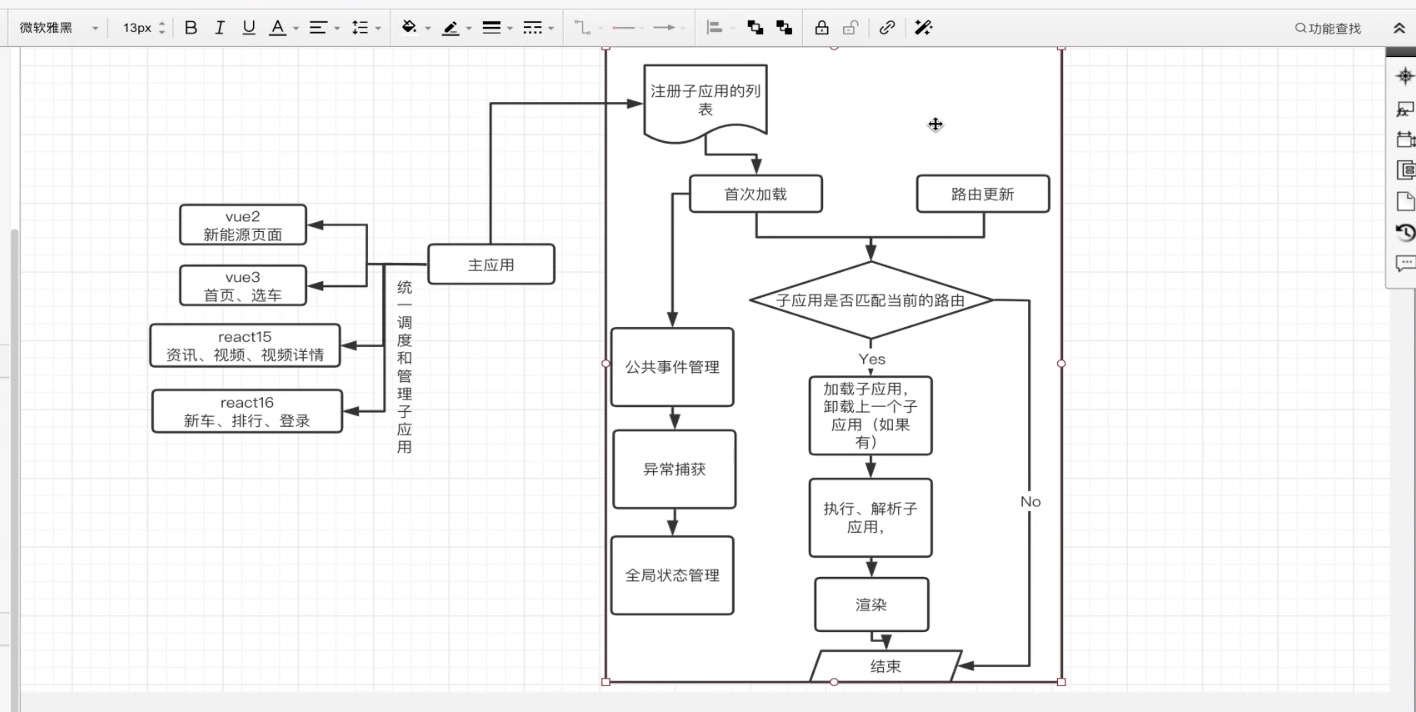 微软雅黑
13px
B
I
U
A
功能查找
注册子应用的列
表
首次加载
路由更新
vue2
新能源页面
主应用
vue3
首页、选车
统
一
调
度
和
管
理
子
应
用
子应用是否匹配当前的路由
react15
资讯、视频、视频详情
公共事件管理
Yes
react16
新车、排行、登录
加载子应用，
卸载上一个子
应用（如果
有）
异常捕获
No
执行、解析子
应用，
全局状态管理
渲染
结束